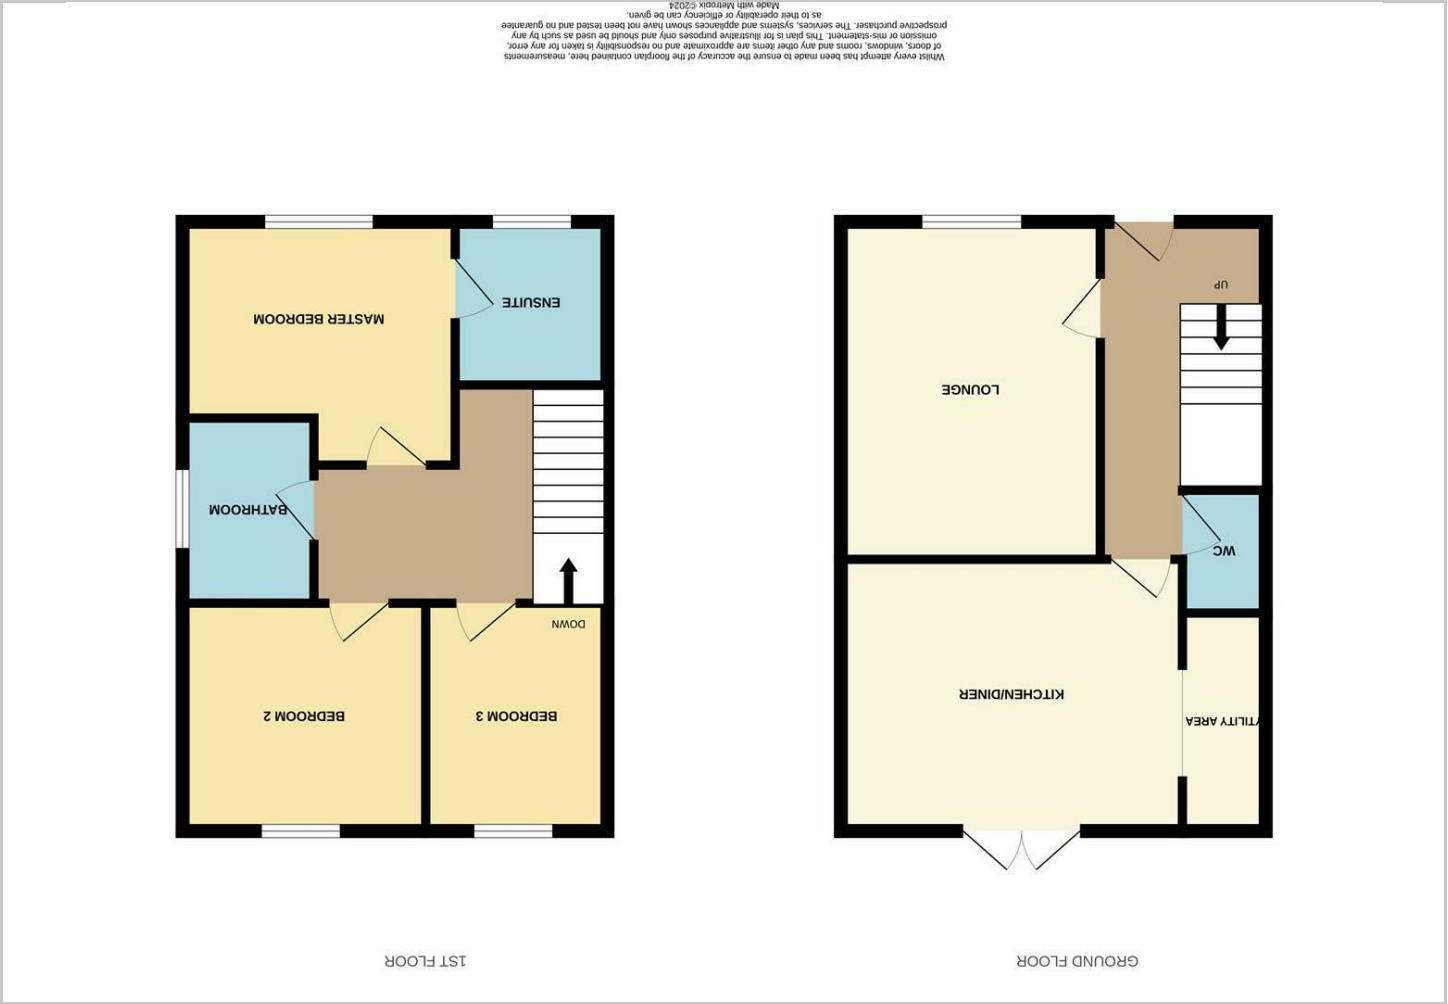 GROUND FLOOR
1ST FLOOR
UTILITY AREA
KITCHEN/DINER
WC
LOUNGE
UP
BEDROOM 3
BEDROOM 2
DOWN
BATHROOM
MASTER BEDROOM
ENSUITE
Whilst every attempt has been made to ensure the accuracy of the floorplan contained here, measurements
of doors, windows, rooms and any other items are approximate and no responsibility is taken for any error,
omission or mis-statement. This plan is for illustrative purposes only and should be used as such by any
prospective purchaser. The services, systems and appliances shown have not been tested and no guarantee
as to their operability or efficiency can be given.
Made with Metropix ©2024